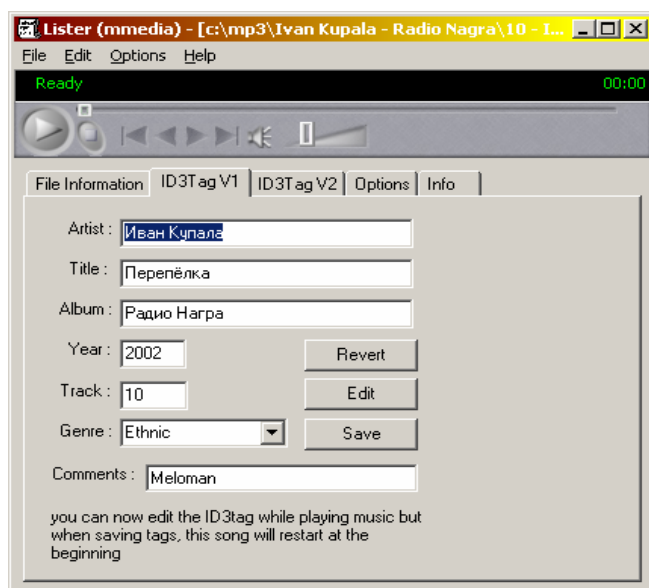 Lister (mmedia) - [c:\mp3\Ivan Kupala - Radio Nagra\10 - I...
File Edit Options Help
Ready 00:00
File Information ID3Tag V1 ID3Tag V2 Options Info
Artist : Иван Купала
Title : Перепёлка
Album : Радио Награ
Year : 2002 Revert
Track : 10 Edit
Genre : Ethnic Save
Comments : Meloman
you can now edit the ID3tag while playing music but
when saving tags, this song will restart at the
beginning